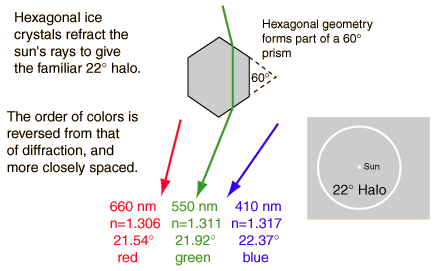 Hexagonal ice
crystals refract the
sun's rays to give
the familiar 22° halo.
Hexagonal geometry
forms part of a 60°
prism
60°
The order of colors is
reversed from that
of diffraction, and
more closely spaced.
Sun
22° Halo
660 nm 550 nm 410 nm
n=1.306 n=1.311 n=1.317
21.54° 21.92° 22.37°
red green blue